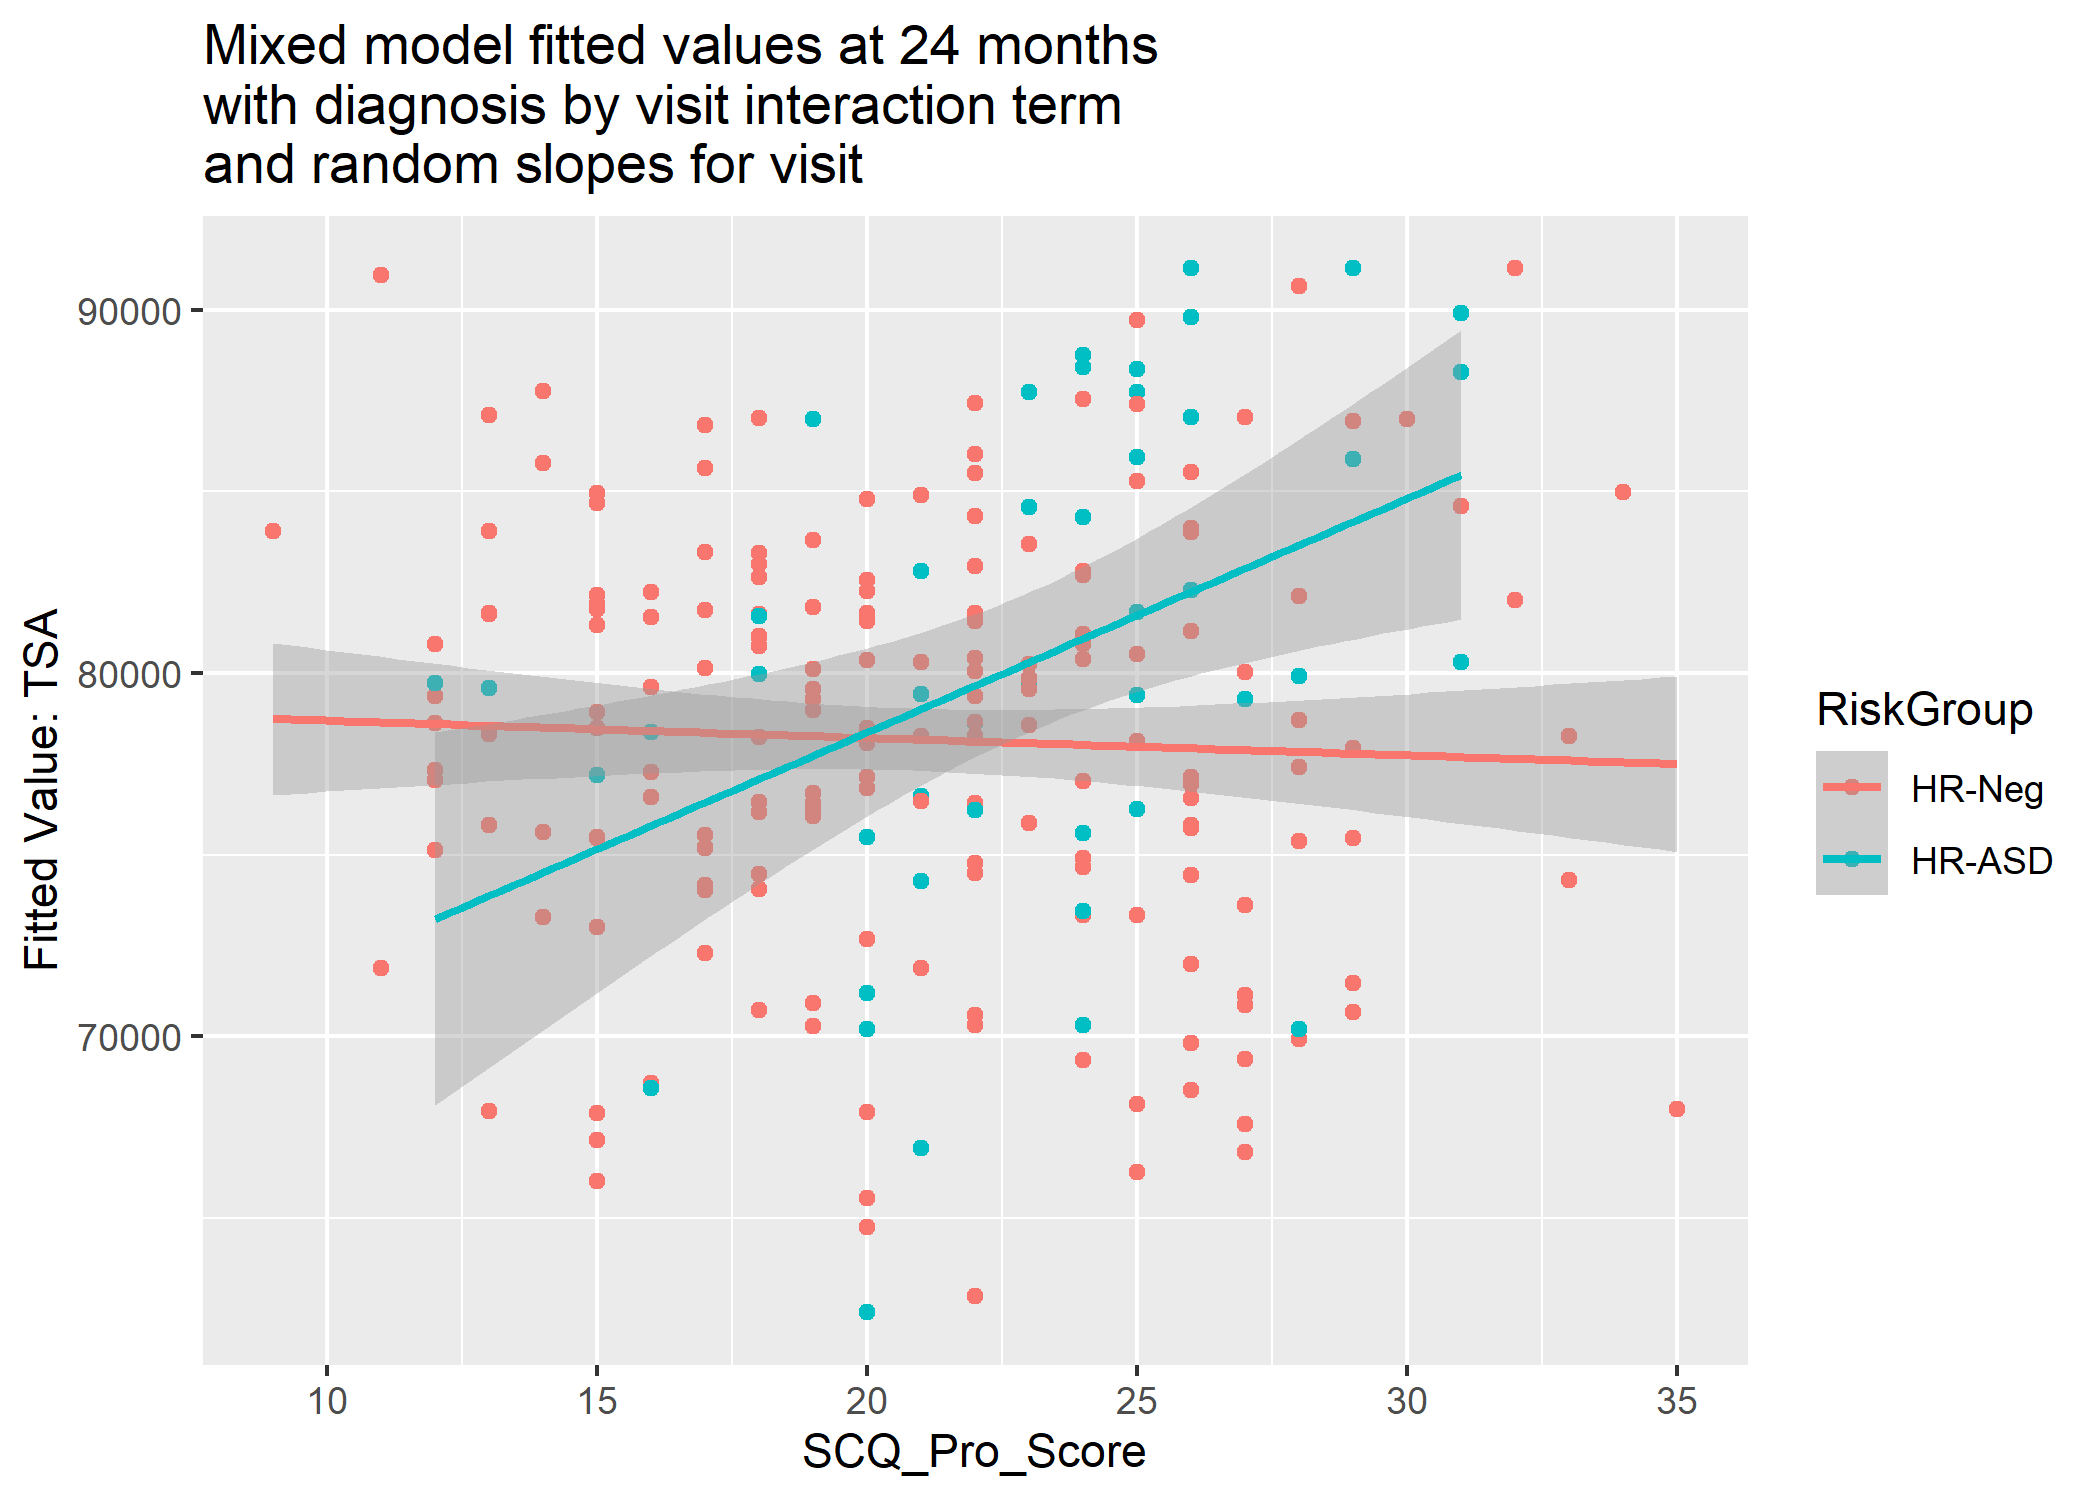 Mixed model fitted values at 24 months
with diagnosis by visit interaction term
and random slopes for visit
Fitted Value: TSA
90000
80000
70000
10 15 20 25 30 35
SCQ_Pro_Score
RiskGroup
HR-Neg
HR-ASD